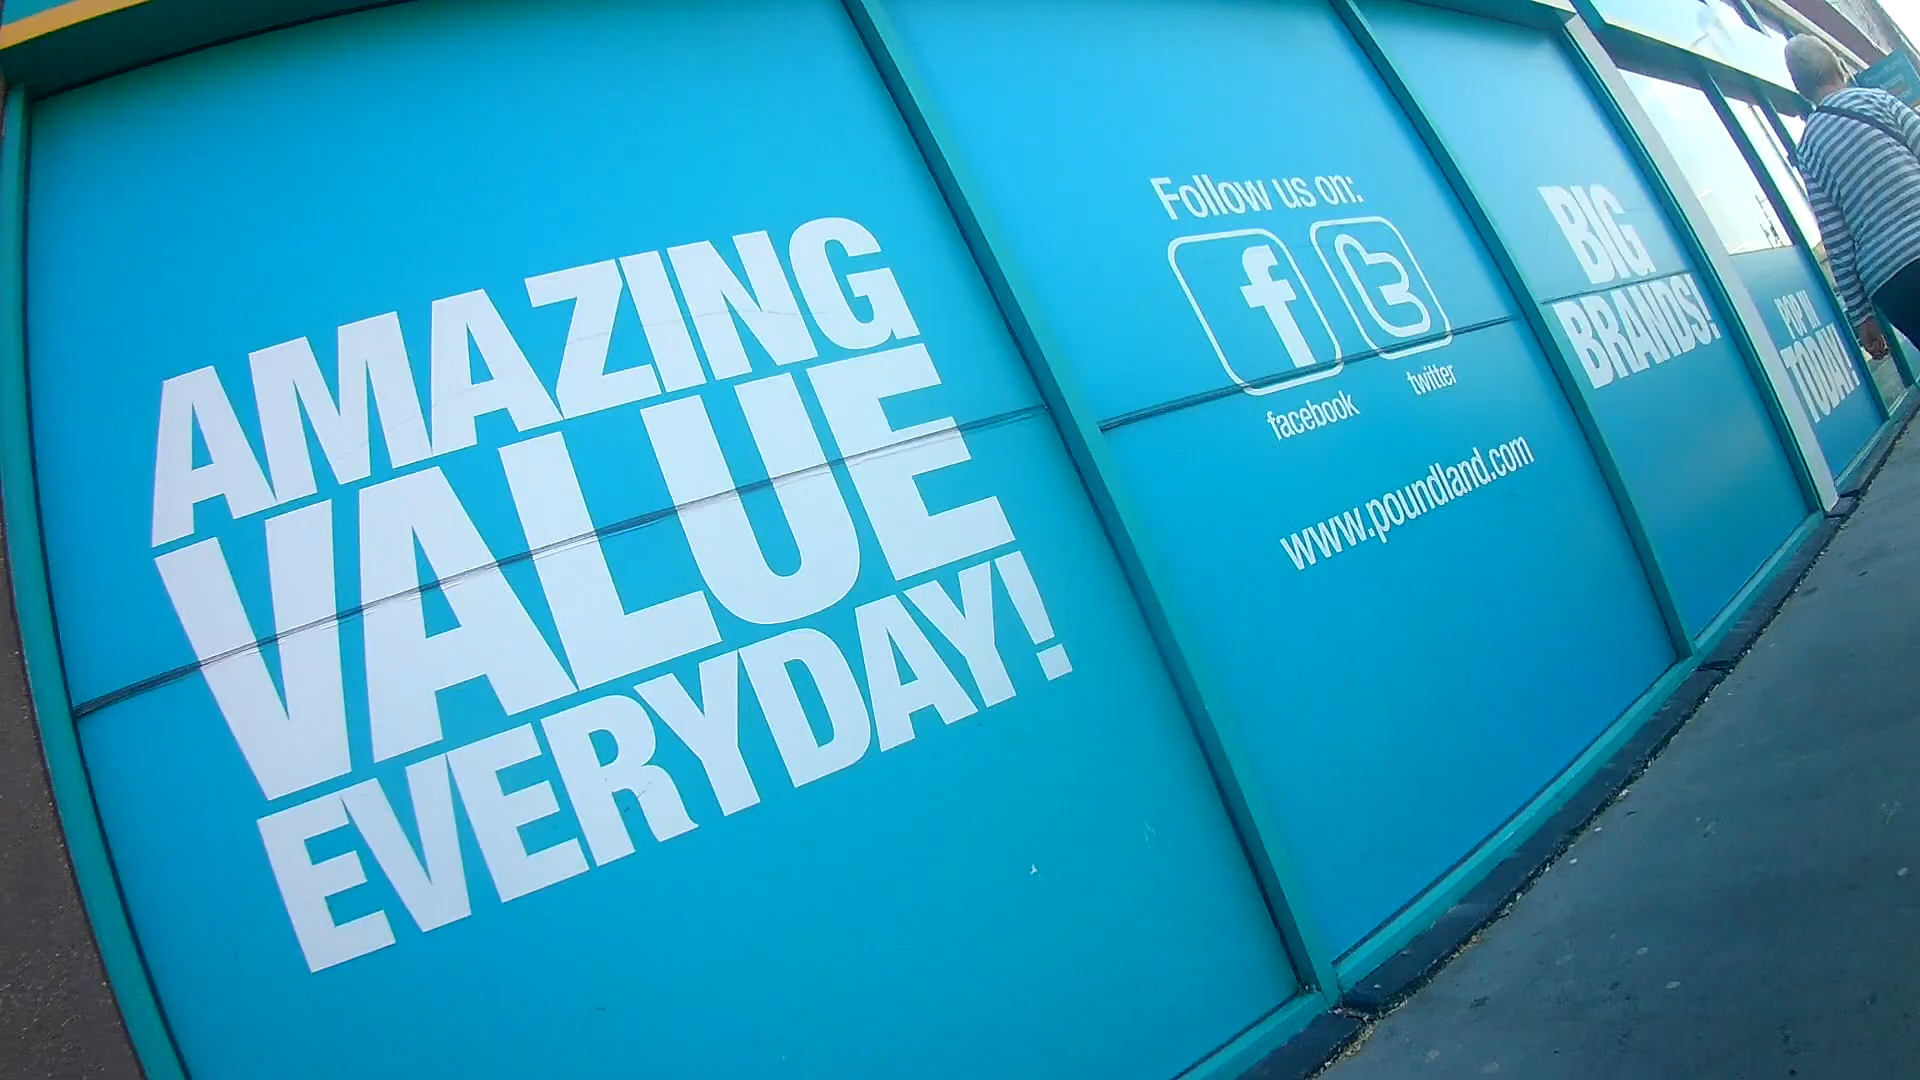 AMAZING
VALUE
EVERYDAY!
Follow us on:
f
t
facebook
twitter
www.poundland.com
BIG
BRANDS!
POP IN
TODAY!